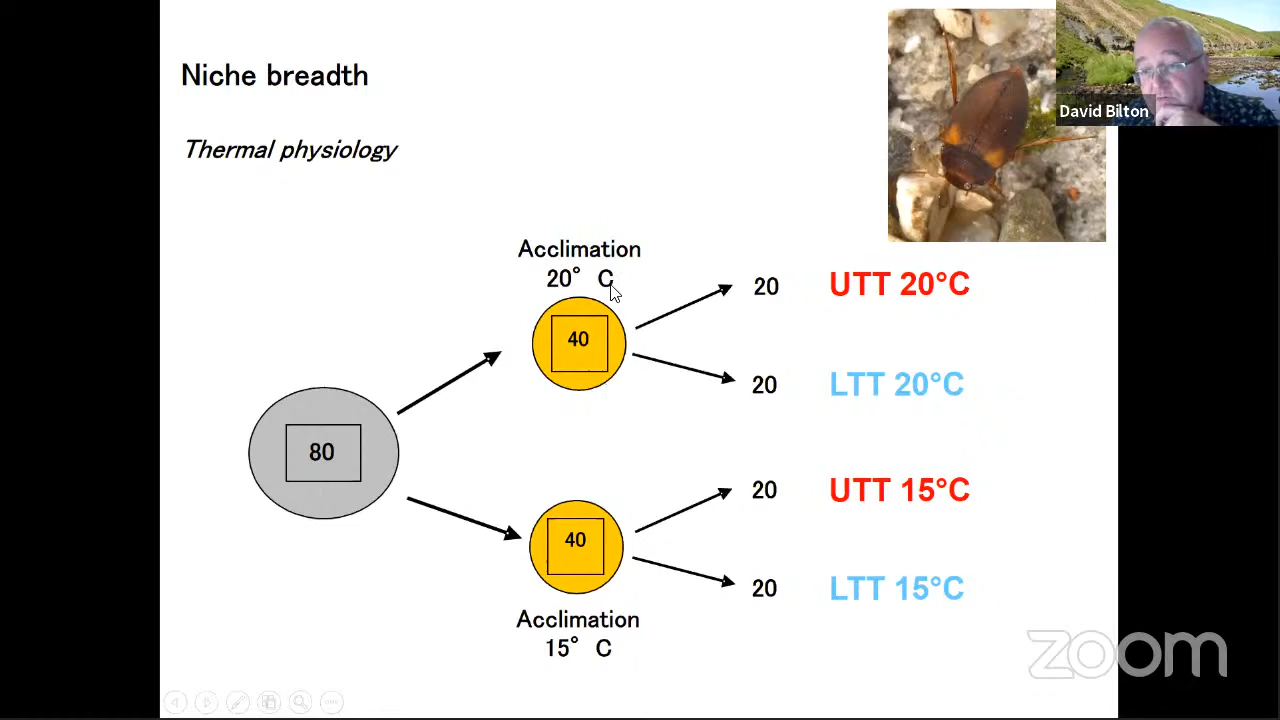 Niche breadth
David Bilton
Thermal physiology
Acclimation
20° C
40
20
UTT 20°C
20
LTT 20°C
80
20
UTT 15°C
40
20
LTT 15°C
Acclimation
15° C
zoom